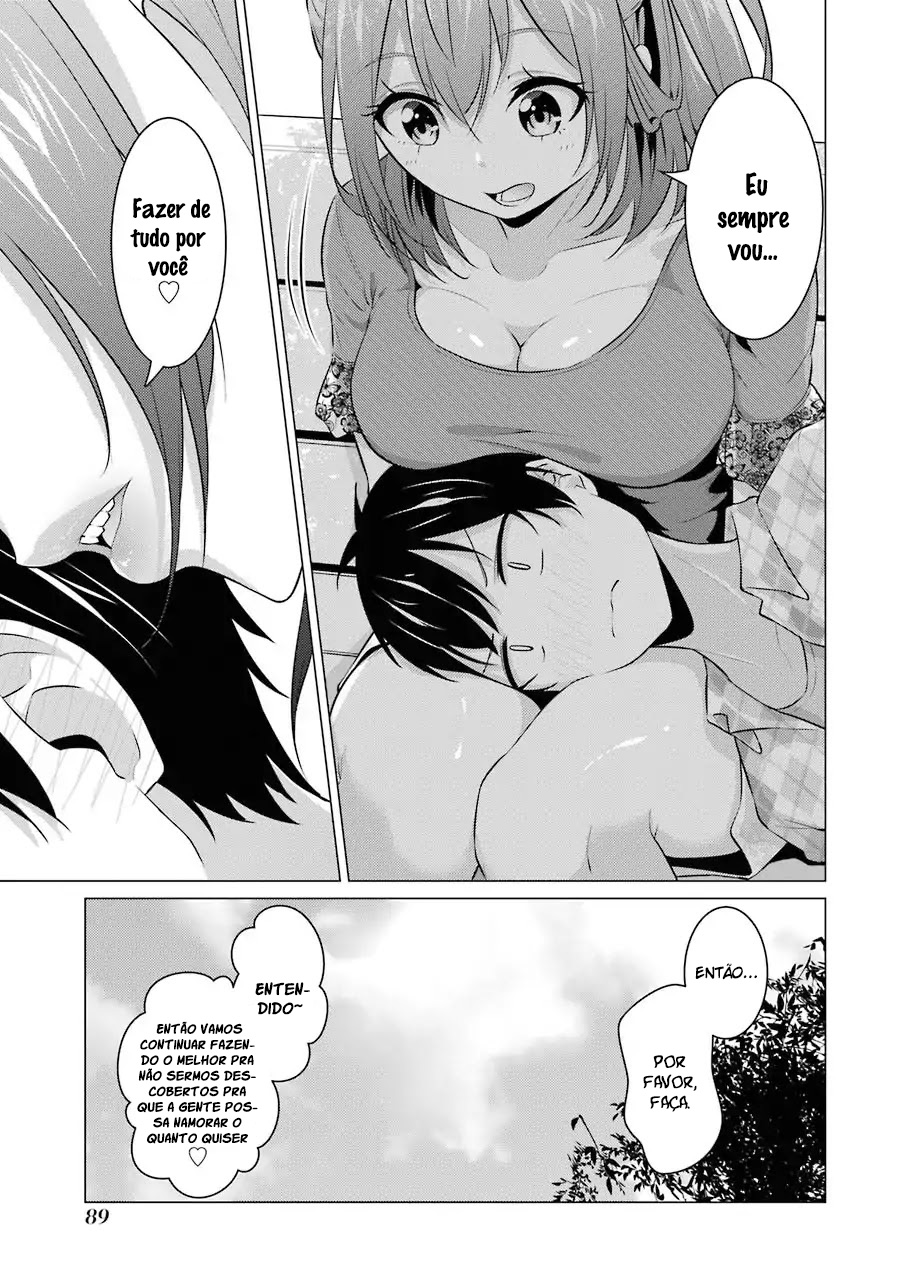 Eu
sempre
vou...
Fazer de
tudo por
você
♡
ENTÃO...
POR
FAVOR,
FAÇA.
ENTEN-
DIDO~
ENTÃO VAMOS
CONTINUAR FAZEN-
DO O MELHOR PRA
NÃO SERMOS DES-
COBERTOS PRA
QUE A GENTE POS-
SA NAMORAR O
QUANTO QUISER
♡
89